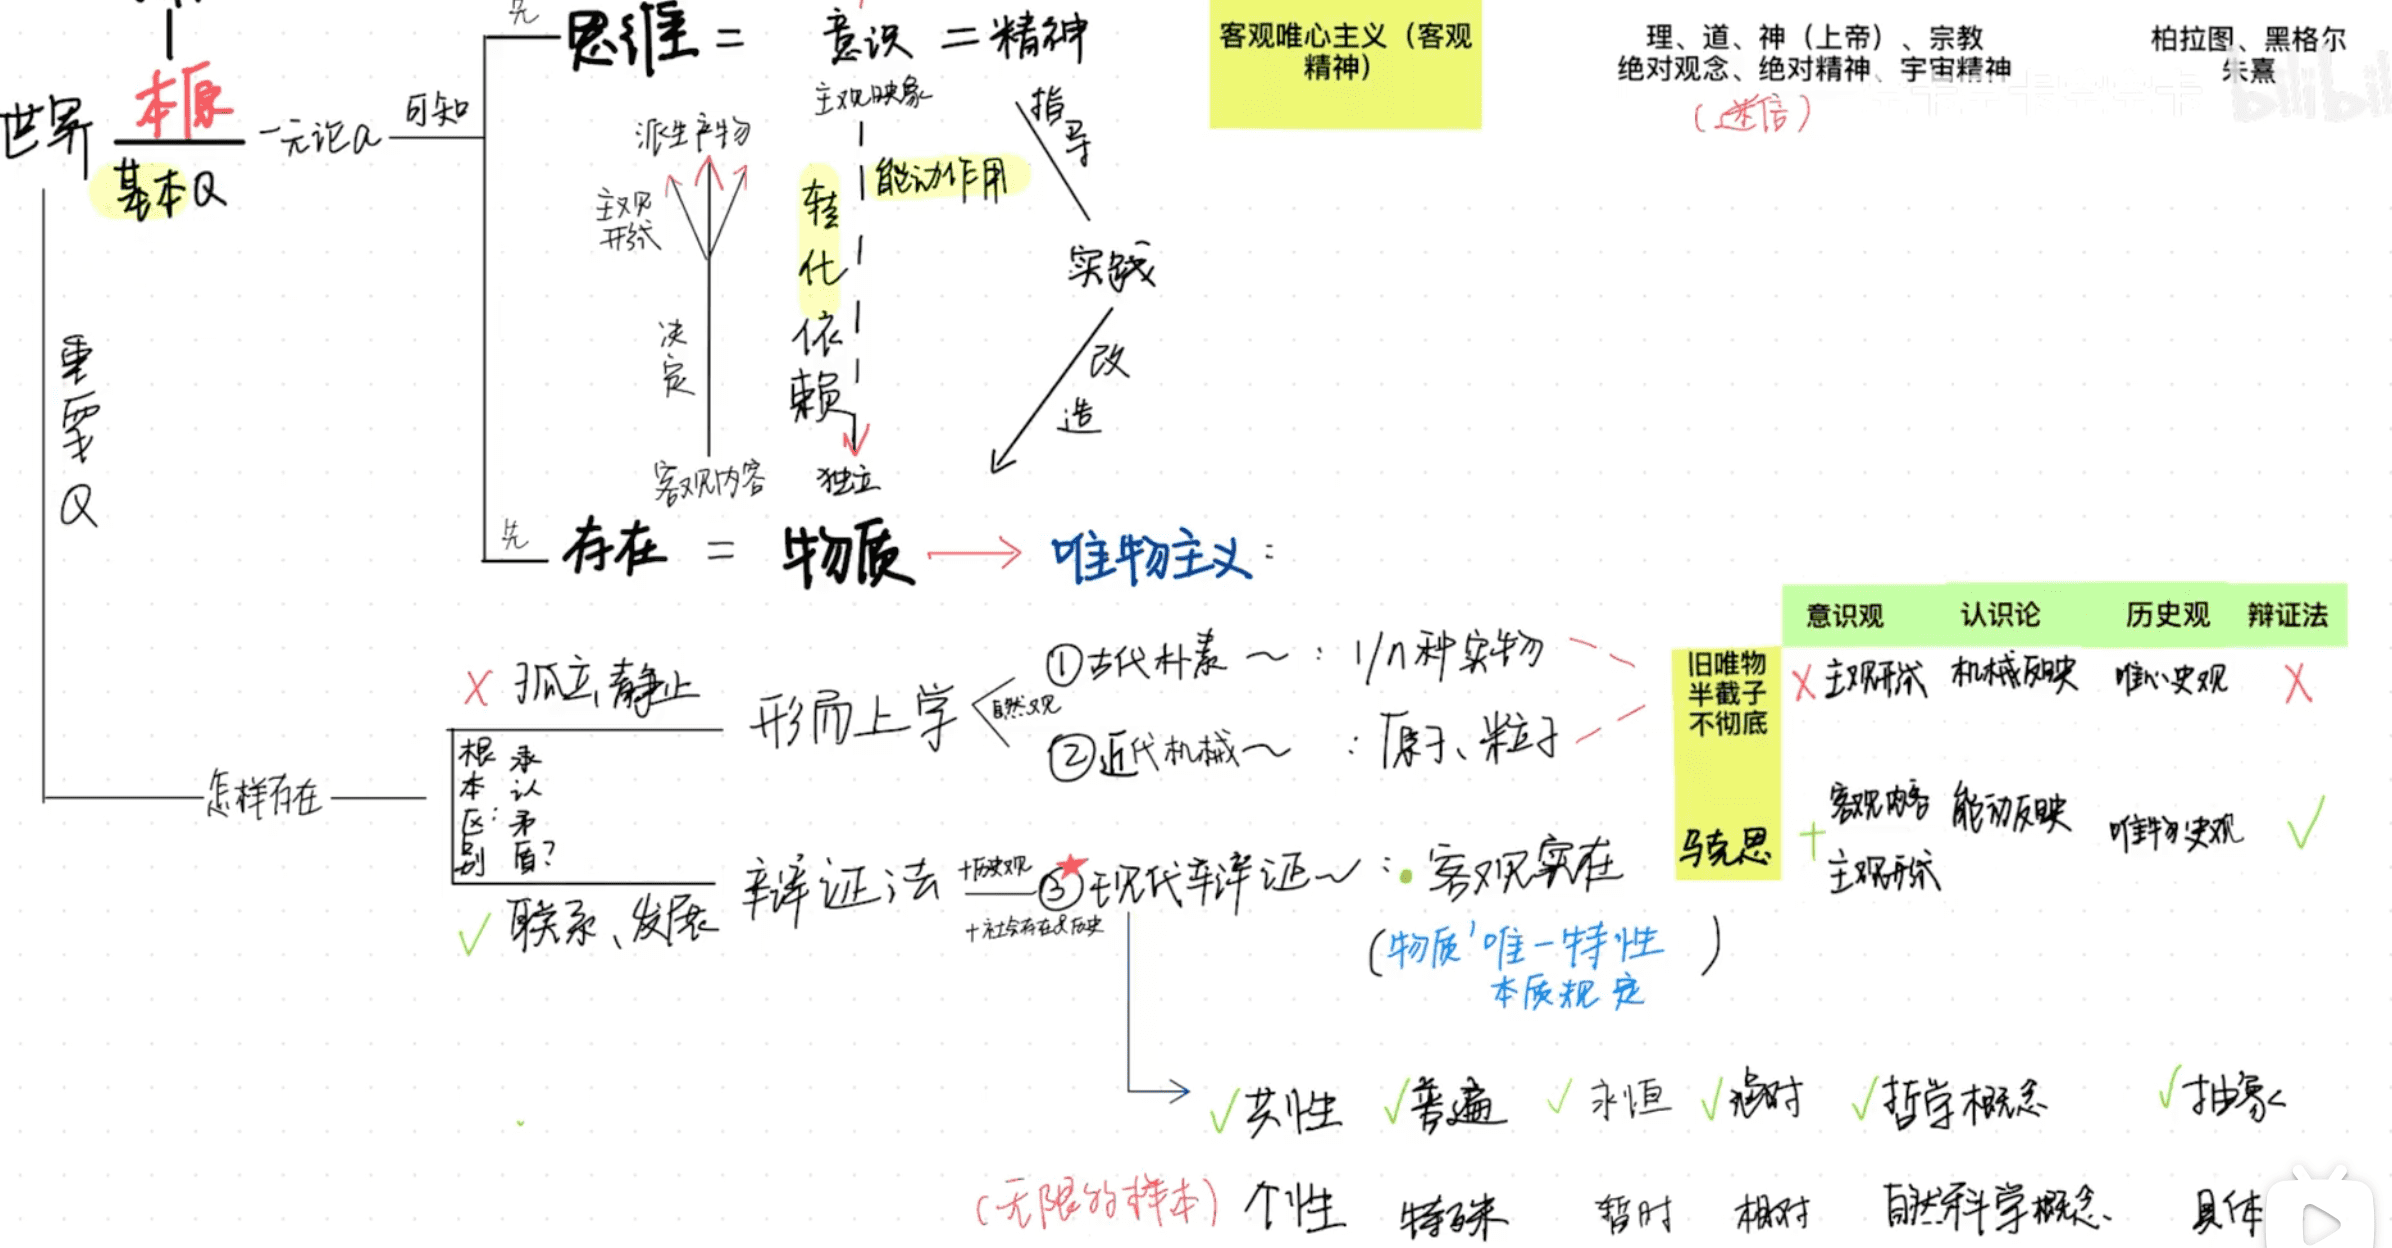 先 思维 = 意识 = 精神
客观唯心主义（客观
精神）
理、道、神（上帝）、宗教
绝对观念、绝对精神、宇宙精神
(迷信)
柏拉图、黑格尔
朱熹
bilibili
世界 本原
基本Q
一元论a
可知
主观映象
派生产物
主观
形式
决定
客观内容
转化
依赖
能动作用
独立
指导
实践
改造
重要Q
先 存在 = 物质 → 唯物主义：
意识观 认识论 历史观 辩证法
旧唯物
半截子
不彻底
X 主观形式 机械反映 唯心史观 X
马克思
+ 客观内容
主观形式
能动反映 唯物史观 ✓
怎样存在
X 孤立、静止 形而上学
自然观
①古代朴素～：1/n种实物
②近代机械～：原子、粒子
根本区别：承认矛盾？
✓ 联系、发展 辩证法
+历史观
+社会存在&历史
③现代辩证～：客观实在
(物质'唯一特性
本质规定)
✓共性 ✓普遍 ✓永恒 ✓绝对 ✓哲学概念 ✓抽象
(无限的样本) 个性 特殊 暂时 相对 自然科学概念、 具体